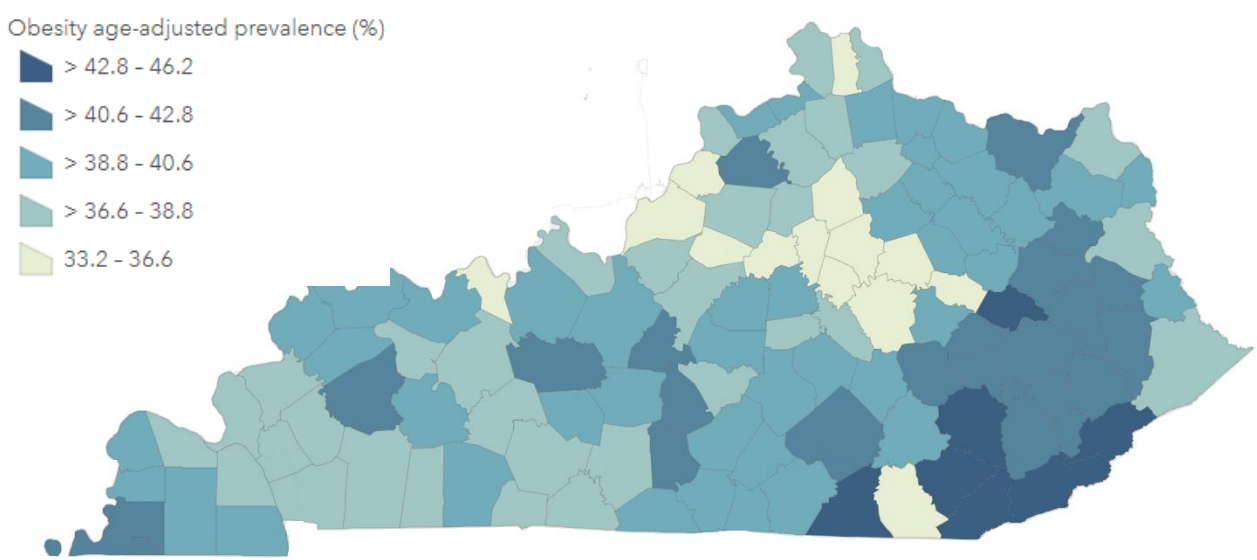 Obesity age-adjusted prevalence (%)
> 42.8 - 46.2
> 40.6 - 42.8
> 38.8 - 40.6
> 36.6 - 38.8
33.2 - 36.6